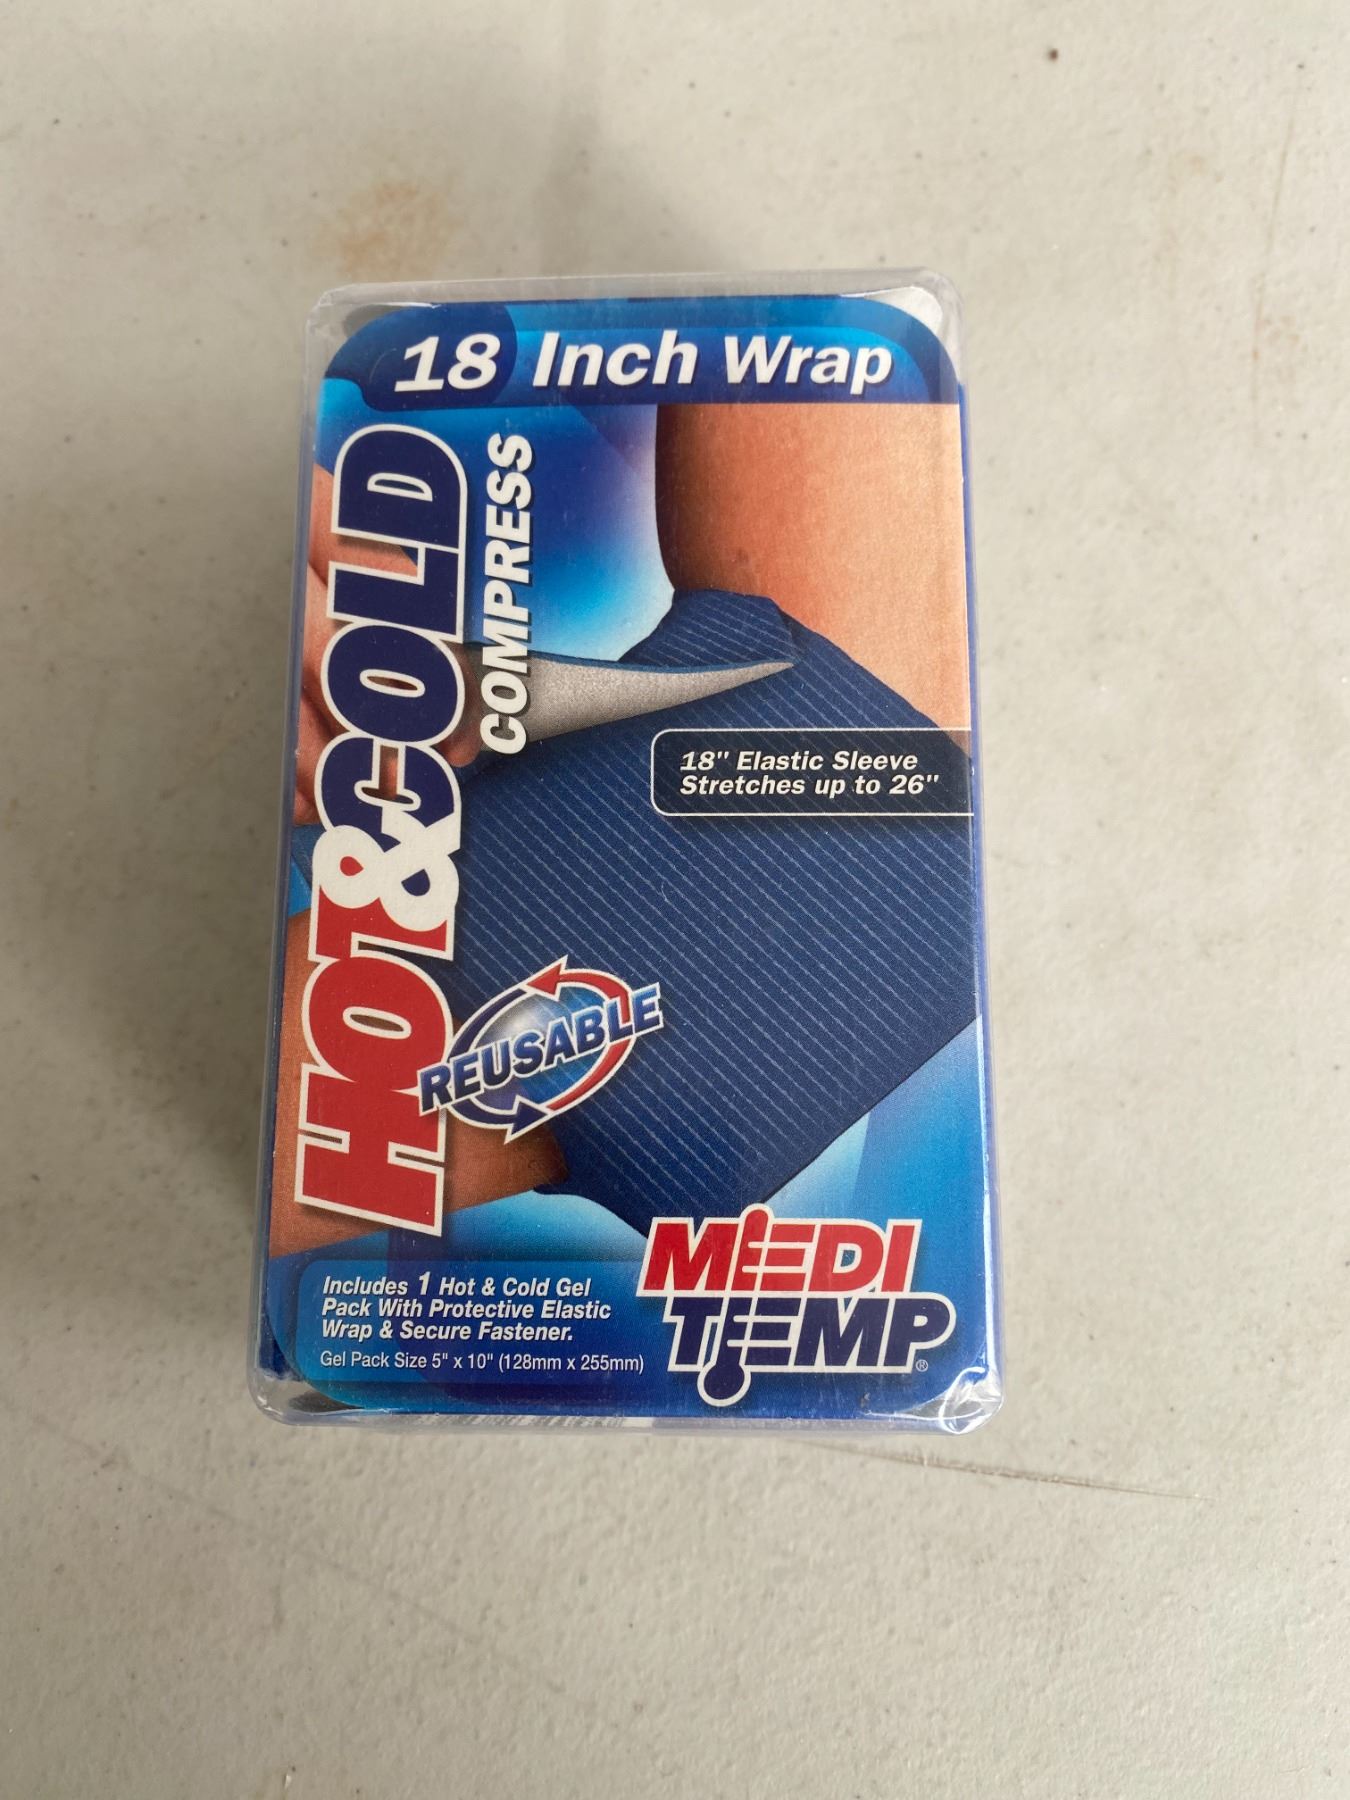 18 Inch Wrap
HOT & COLD
COMPRESS
18" Elastic Sleeve
Stretches up to 26"
REUSABLE
Includes 1 Hot & Cold Gel
Pack With Protective Elastic
Wrap & Secure Fastener.
Gel Pack Size 5" x 10" (128mm x 255mm)
MEDI
TEMP®